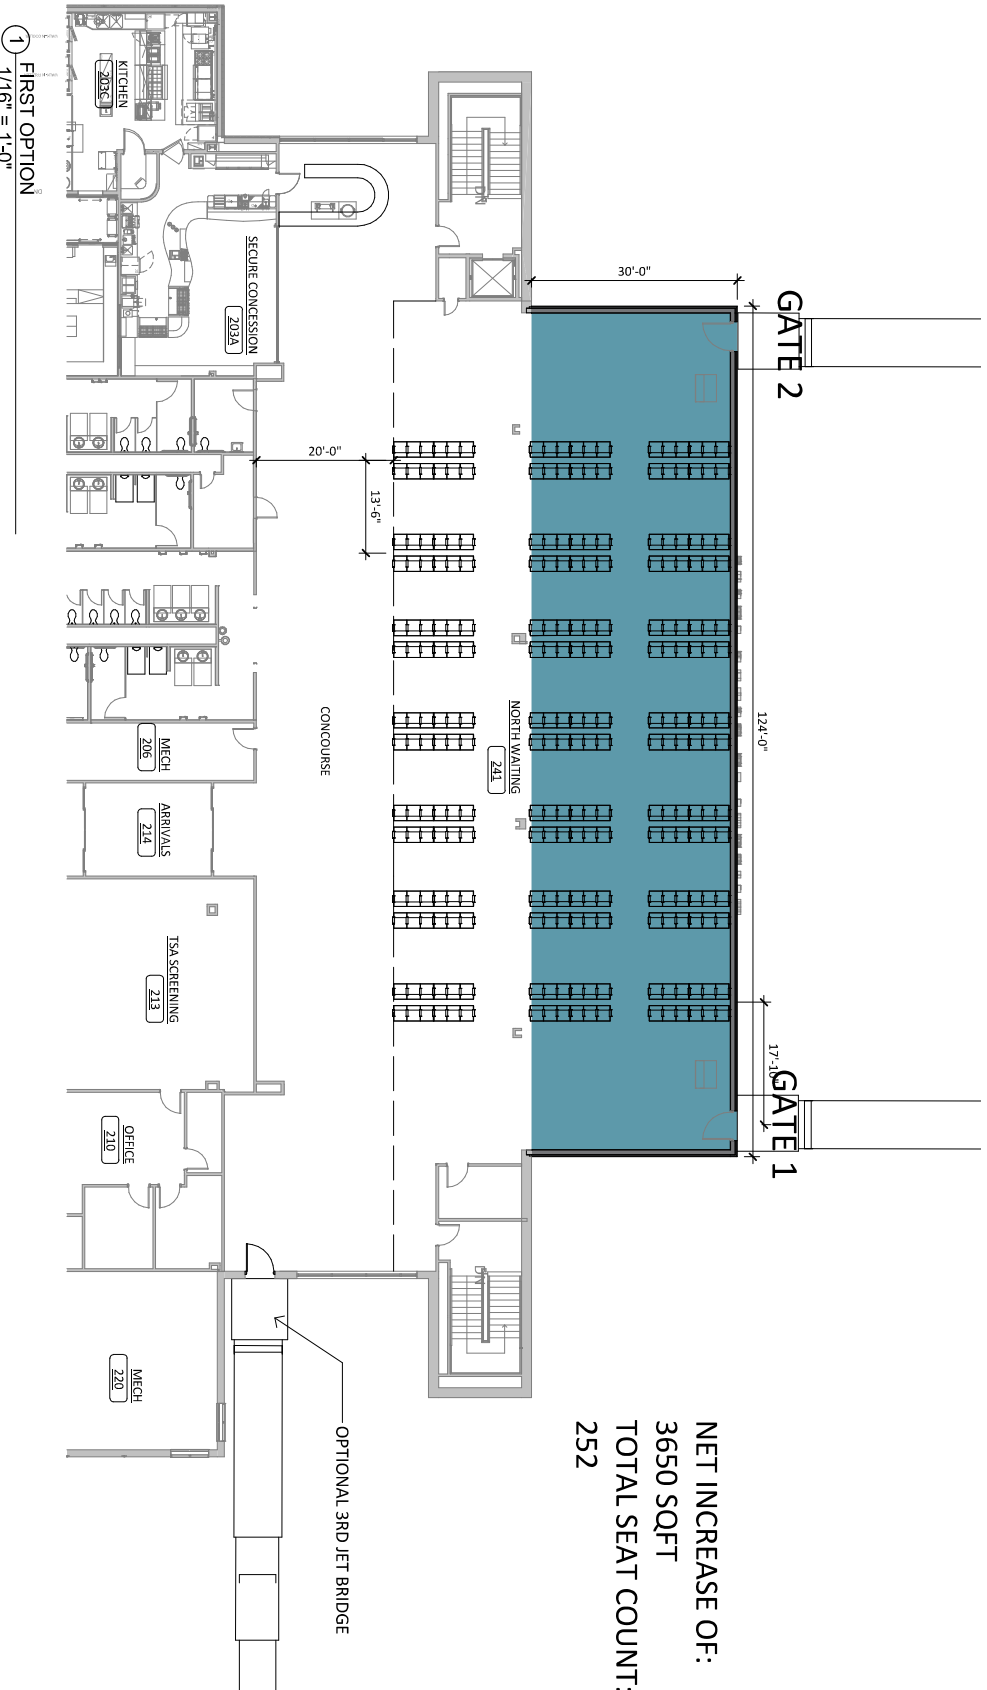 1
FIRST OPTION
1/16" = 1'-0"
KITCHEN
203C
SECURE CONCESSION
203A
DN
30'-0"
GATE 2
20'-0"
13'-6"
124'-0"
CONCOURSE
NORTH WAITING
241
MECH
206
ARRIVALS
214
TSA SCREENING
213
17'-10"
GATE 1
OFFICE
210
MECH
220
OPTIONAL 3RD JET BRIDGE
NET INCREASE OF:
3650 SQFT
TOTAL SEAT COUNT:
252